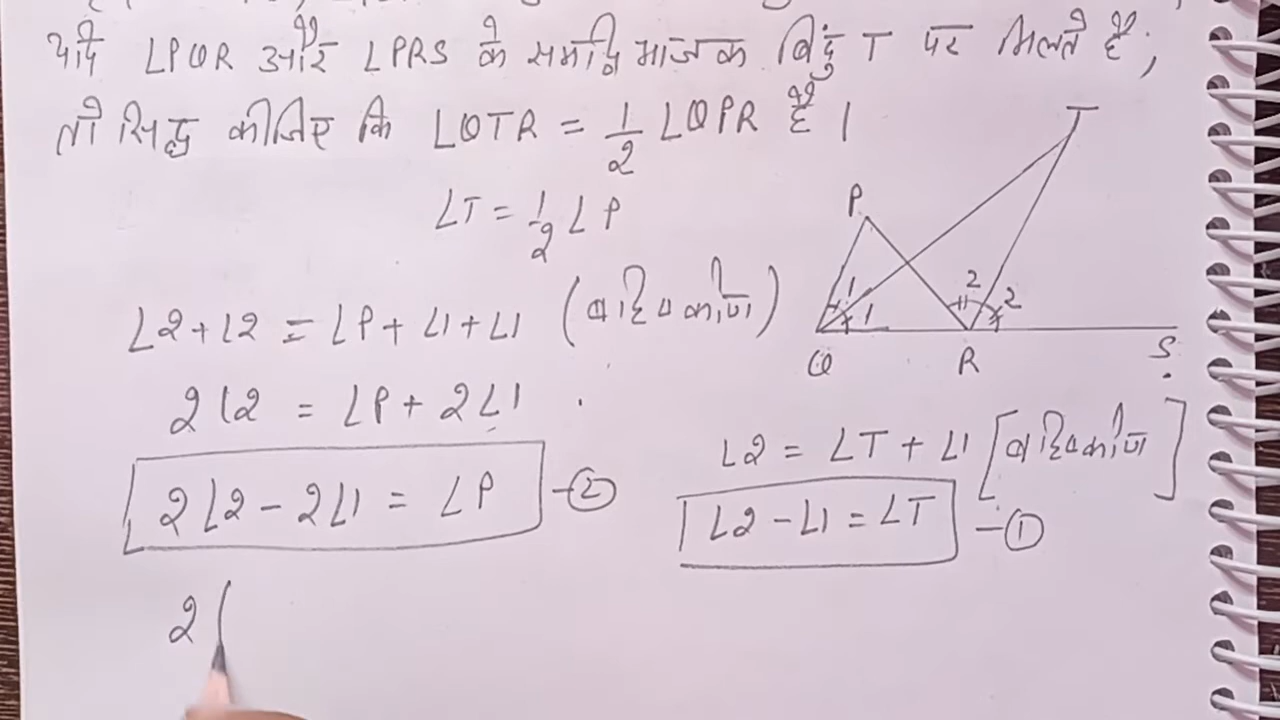 यदि ∠PQR और ∠PRS के समद्विभाजक बिंदु T पर मिलते हैं;
तो सिद्ध कीजिए कि ∠QTR = 1/2 ∠QPR है।
∠T = 1/2 ∠P
T
P
1
1
2
2
Q
R
S
∠2+∠2 = ∠P+∠1+∠1 (बाह्य कोण)
2∠2 = ∠P+2∠1
2∠2-2∠1 = ∠P -②
∠2 = ∠T+∠1 [बाह्य कोण]
∠2-∠1=∠T -①
2(